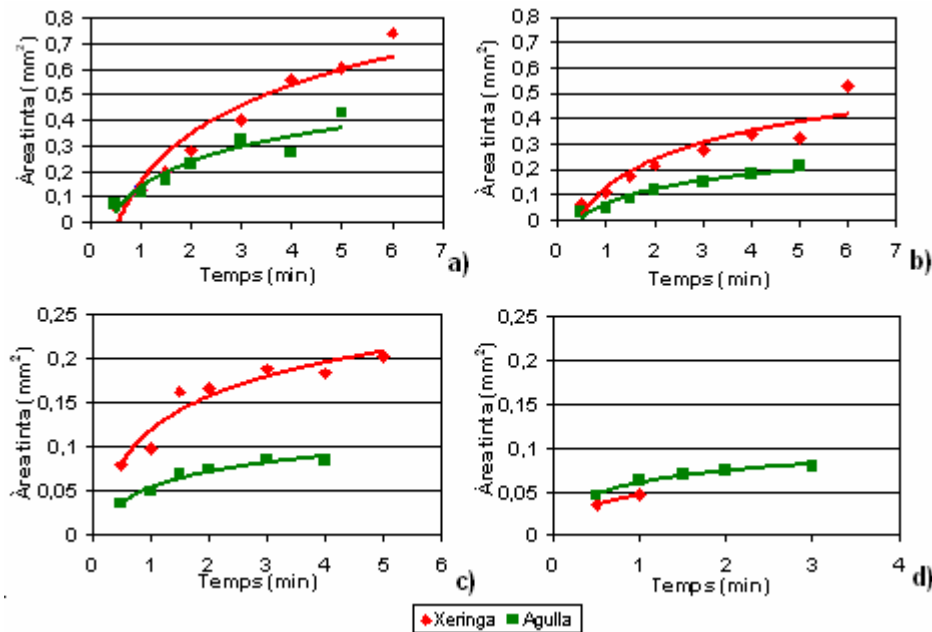 Àrea tinta (mm²)
0,8
0,7
0,6
0,5
0,4
0,3
0,2
0,1
0
0 1 2 3 4 5 6 7
Temps (min)
a)
Àrea tinta (mm²)
0,8
0,7
0,6
0,5
0,4
0,3
0,2
0,1
0
0 1 2 3 4 5 6 7
Temps (min)
b)
Àrea tinta (mm²)
0,25
0,2
0,15
0,1
0,05
0
0 1 2 3 4 5 6
Temps (min)
c)
Àrea tinta (mm²)
0,25
0,2
0,15
0,1
0,05
0
0 1 2 3 4
Temps (min)
d)
Xeringa Agulla